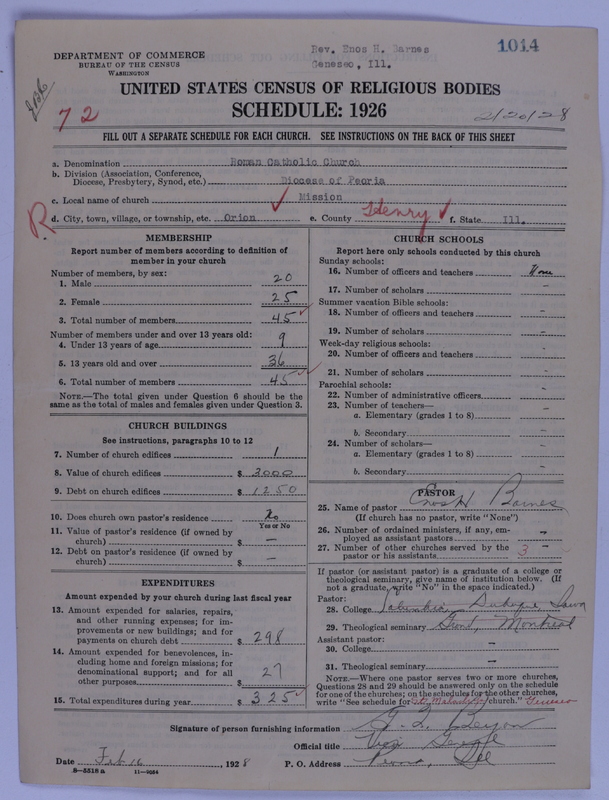 DEPARTMENT OF COMMERCE
BUREAU OF THE CENSUS
WASHINGTON
Rev. Enos H. Barnes
Geneseo, Ill.
1014
72
UNITED STATES CENSUS OF RELIGIOUS BODIES
SCHEDULE: 1926
2/20/28
FILL OUT A SEPARATE SCHEDULE FOR EACH CHURCH. SEE INSTRUCTIONS ON THE BACK OF THIS SHEET
a. Denomination Roman Catholic Church
b. Division (Association, Conference, Diocese, Presbytery, Synod, etc.) Diocese of Peoria
c. Local name of church Mission
R
d. City, town, village, or township, etc. Orion e. County Henry f. State Ill.
MEMBERSHIP
Report number of members according to definition of member in your church
Number of members, by sex:
1. Male 20
2. Female 25
3. Total number of members 45
Number of members under and over 13 years old:
4. Under 13 years of age 9
5. 13 years old and over 36
6. Total number of members 45
NOTE.—The total given under Question 6 should be the same as the total of males and females given under Question 3.
CHURCH BUILDINGS
See instructions, paragraphs 10 to 12
7. Number of church edifices 1
8. Value of church edifices $ 2000
9. Debt on church edifices $ 1250
10. Does church own pastor's residence No
Yes or No
11. Value of pastor's residence (if owned by church) $ —
12. Debt on pastor's residence (if owned by church) $ —
EXPENDITURES
Amount expended by your church during last fiscal year
13. Amount expended for salaries, repairs, and other running expenses; for improvements or new buildings; and for payments on church debt $ 298
14. Amount expended for benevolences, including home and foreign missions; for denominational support; and for all other purposes $ 27
15. Total expenditures during year $ 325
CHURCH SCHOOLS
Report here only schools conducted by this church
Sunday schools:
16. Number of officers and teachers None
17. Number of scholars -
Summer vacation Bible schools:
18. Number of officers and teachers -
19. Number of scholars -
Week-day religious schools:
20. Number of officers and teachers -
21. Number of scholars -
Parochial schools:
22. Number of administrative officers -
23. Number of teachers—
a. Elementary (grades 1 to 8) -
b. Secondary -
24. Number of scholars—
a. Elementary (grades 1 to 8) -
b. Secondary -
PASTOR
25. Name of pastor Enos H Barnes
(If church has no pastor, write "None")
26. Number of ordained ministers, if any, employed as assistant pastors -
27. Number of other churches served by the pastor or his assistants 3 -
If pastor (or assistant pastor) is a graduate of a college or theological seminary, give name of institution below. (If not a graduate, write "No" in the space indicated.)
Pastor:
28. College Columbia Dubuque Iowa
29. Theological seminary Grand, Montreal
Assistant pastor:
30. College —
31. Theological seminary —
NOTE.—Where one pastor serves two or more churches, Questions 28 and 29 should be answered only on the schedule for one of the churches; on the schedules for the other churches, write "See schedule for St. Malachy's church." Geneseo
Signature of person furnishing information
Official title
Date Feb 16, 1928 P. O. Address Peoria, Ill
8—5518 a 11—9054